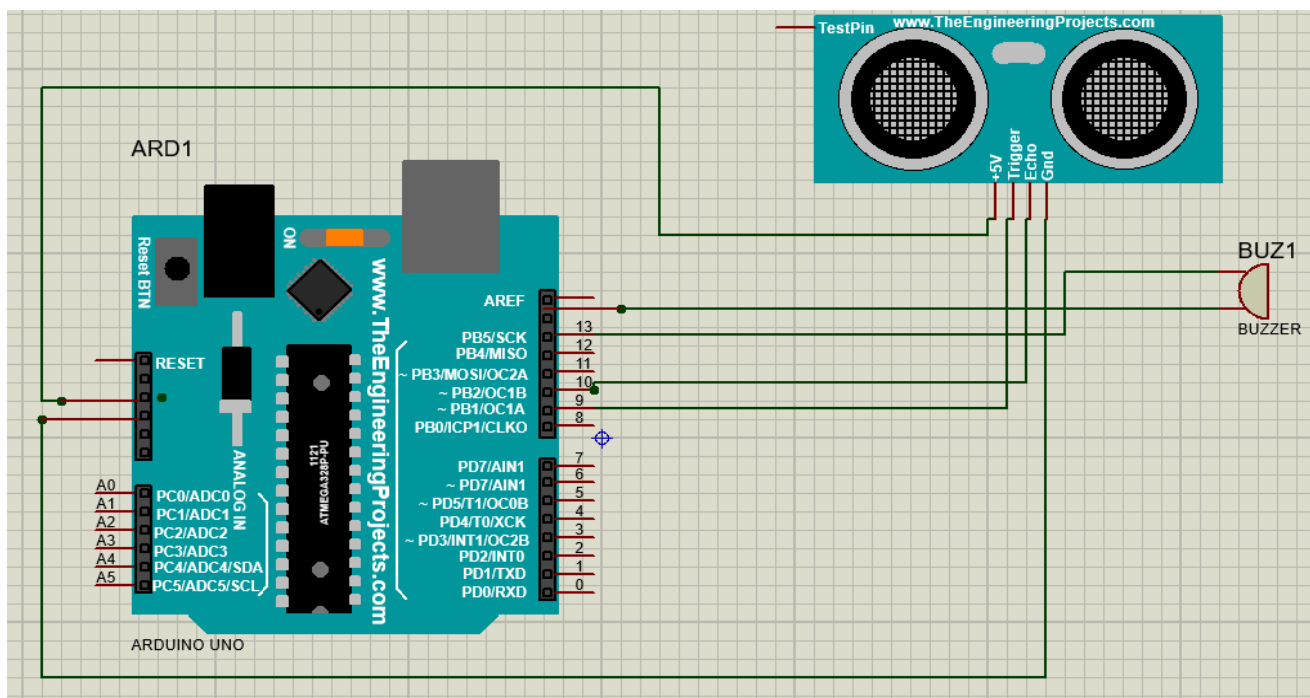 www.TheEngineeringProjects.com
TestPin
+5V
Trigger
Echo
Gnd
ARD1
BUZ1
BUZZER
Reset BTN
ON
www.TheEngineeringProjects.com
RESET
AREF
PB5/SCK 13
PB4/MISO 12
~ PB3/MOSI/OC2A 11
~ PB2/OC1B 10
~ PB1/OC1A 9
PB0/ICP1/CLKO 8
PD7/AIN1 7
~ PD7/AIN1 6
~ PD5/T1/OC0B 5
PD4/T0/XCK 4
~ PD3/INT1/OC2B 3
PD2/INT0 2
PD1/TXD 1
PD0/RXD 0
ANALOG IN
1121
ATMEGA328P-PU
A0 PC0/ADC0
A1 PC1/ADC1
A2 PC2/ADC2
A3 PC3/ADC3
A4 PC4/ADC4/SDA
A5 PC5/ADC5/SCL
ARDUINO UNO